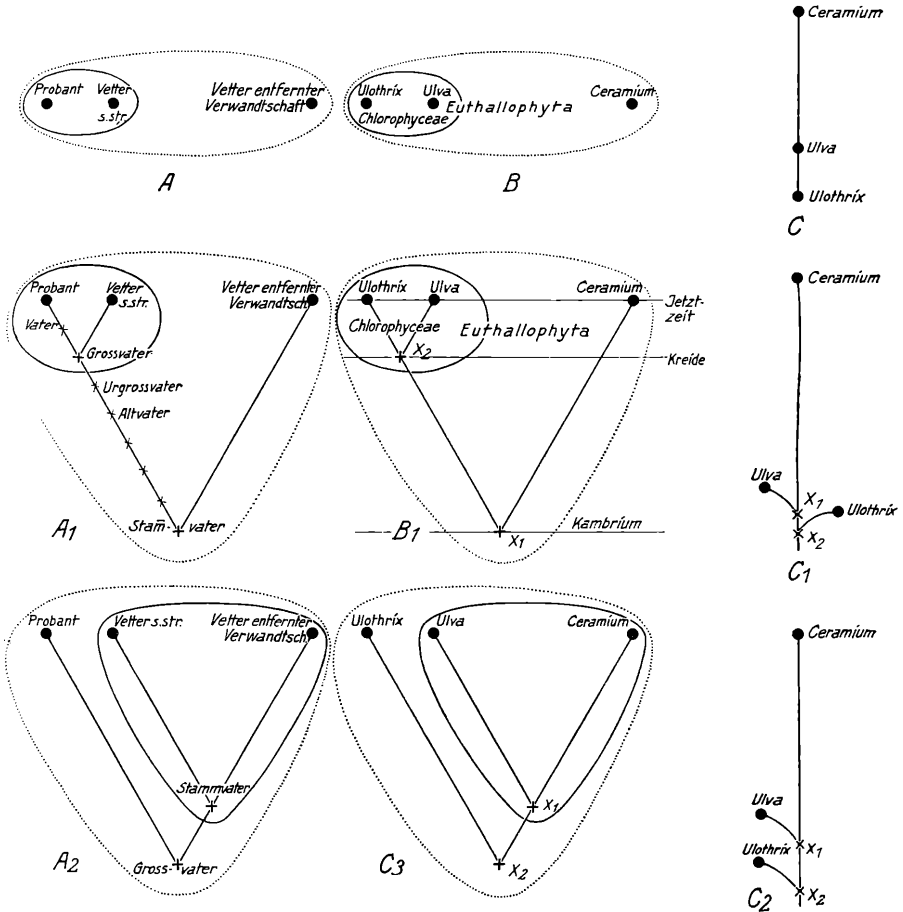 Probant
Vetter
s.str.
Vetter entfernter
Verwandtschaft
A
Ulothrix
Ulva
Chlorophyceae
Euthallophyta
Ceramium
B
Ceramium
Ulva
Ulothrix
C
Probant
Vetter
s.str.
Vetter entfernter
Verwandtsch.
Vater
Grossvater
Urgrossvater
Altvater
Stam̄-vater
A1
Ulothrix
Ulva
Chlorophyceae
Euthallophyta
X2
Ceramium
Jetzt-
zeit
Kreide
Kambrium
X1
B1
Ceramium
Ulva
X1
Ulothrix
X2
C1
Probant
Vetter s.str.
Vetter entfernter
Verwandtsch.
Stammvater
Gross-vater
A2
Ulothrix
Ulva
Ceramium
X1
X2
C3
Ceramium
Ulva
X1
Ulothrix
X2
C2